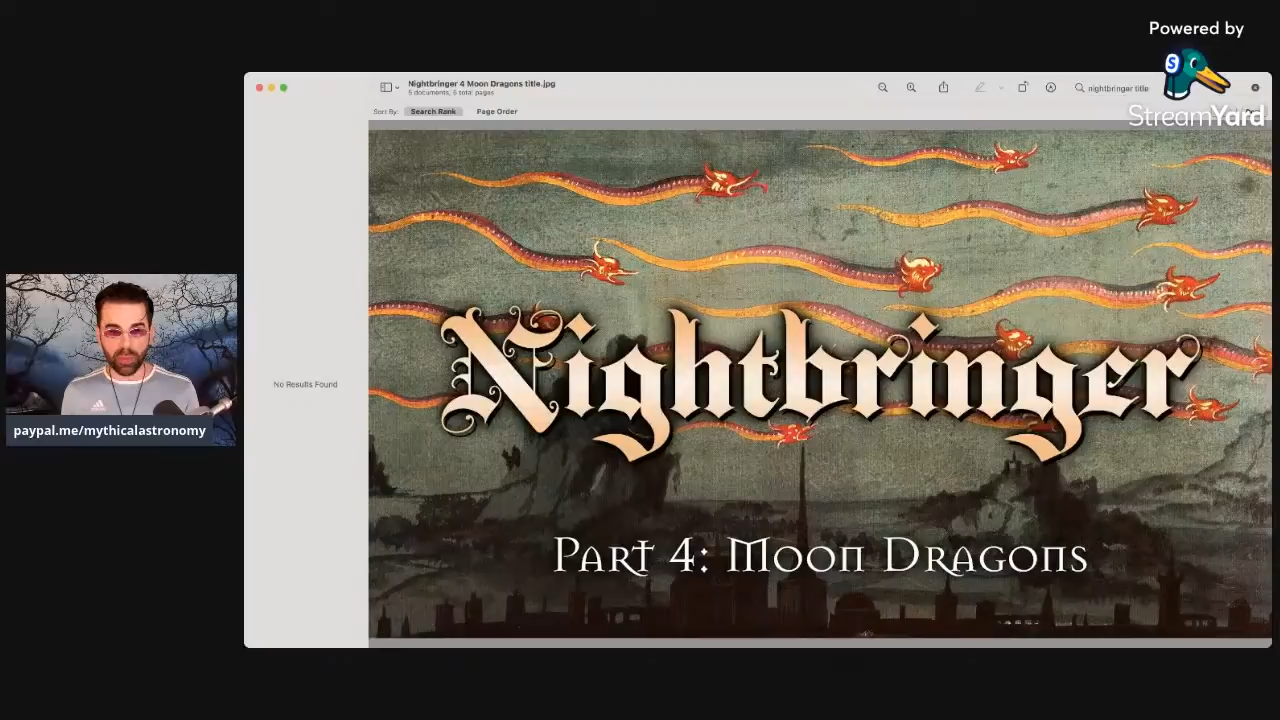 Powered by
StreamYard
Nightbringer 4 Moon Dragons title.jpg
5 documents, 5 total pages
nightbringer title
Sort By: Search Rank Page Order
No Results Found
Nightbringer
Part 4: Moon Dragons
paypal.me/mythicalastronomy